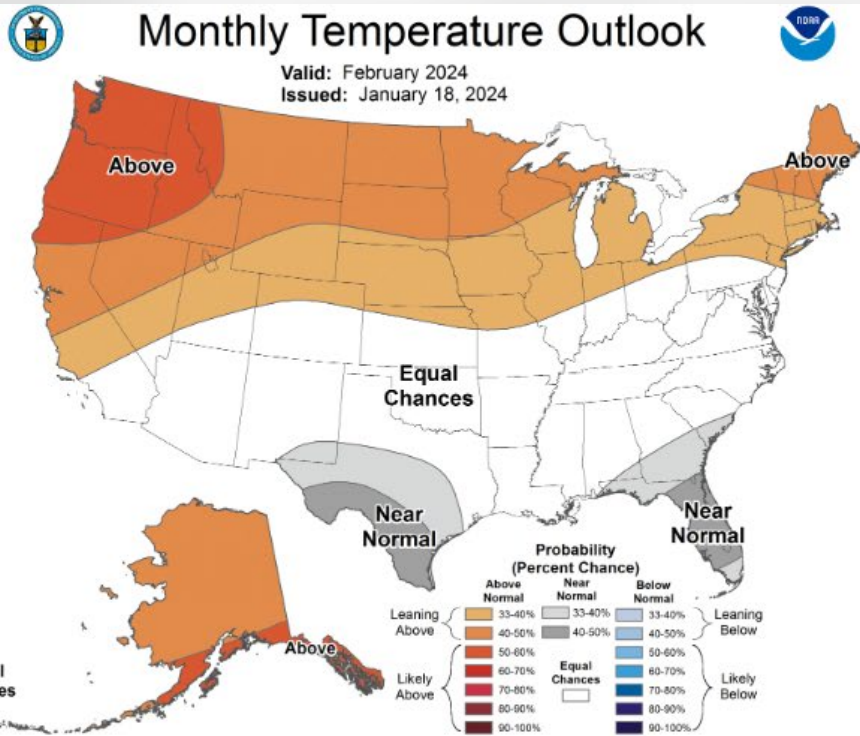 NOAA
Monthly Temperature Outlook
Valid: February 2024
Issued: January 18, 2024
Above
Above
Equal
Chances
Near
Normal
Near
Normal
Above
l
es
Probability
(Percent Chance)
Above
Normal
Near
Normal
Below
Normal
Leaning
Above
33-40%
33-40%
33-40%
Leaning
Below
40-50%
40-50%
40-50%
Likely
Above
50-60%
Equal
Chances
50-60%
Likely
Below
60-70%
60-70%
70-80%
70-80%
80-90%
80-90%
90-100%
90-100%